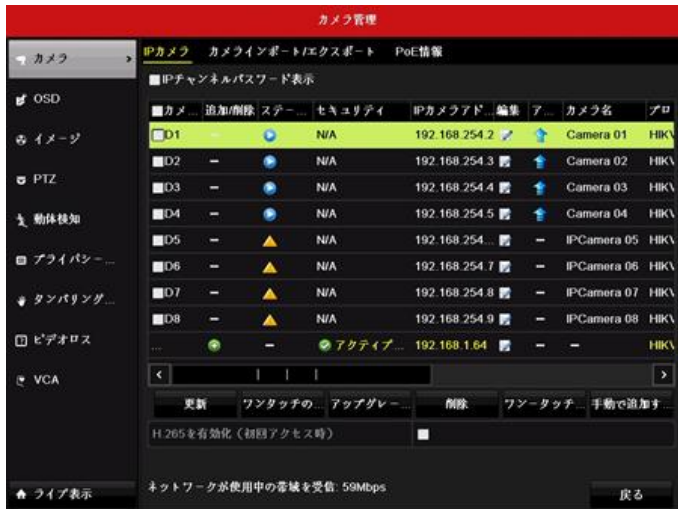 カメラ管理
カメラ
OSD
イメージ
PTZ
動体検知
プライバシー...
タンパリング...
ビデオロス
VCA
ライブ表示
IPカメラ カメラインポート/エクスポート PoE情報
IPチャンネルパスワード表示
カメ... 追加/削除 ステー... セキュリティ IPカメラアド... 編集 ア... カメラ名 プロ
D1 – N/A 192.168.254.2 Camera 01 HIKV
D2 – N/A 192.168.254.3 Camera 02 HIKV
D3 – N/A 192.168.254.4 Camera 03 HIKV
D4 – N/A 192.168.254.5 Camera 04 HIKV
D5 – N/A 192.168.254... – IPCamera 05 HIKV
D6 – N/A 192.168.254.7 – IPCamera 06 HIKV
D7 – N/A 192.168.254.8 – IPCamera 07 HIKV
D8 – N/A 192.168.254.9 – IPCamera 08 HIKV
... – アクティブ... 192.168.1.64 – – HIKV
更新 ワンタッチの... アップグレー... 削除 ワンータッチ... 手動で追加す...
H.265を有効化（初回アクセス時）
ネットワークが使用中の帯域を受信: 59Mbps
戻る